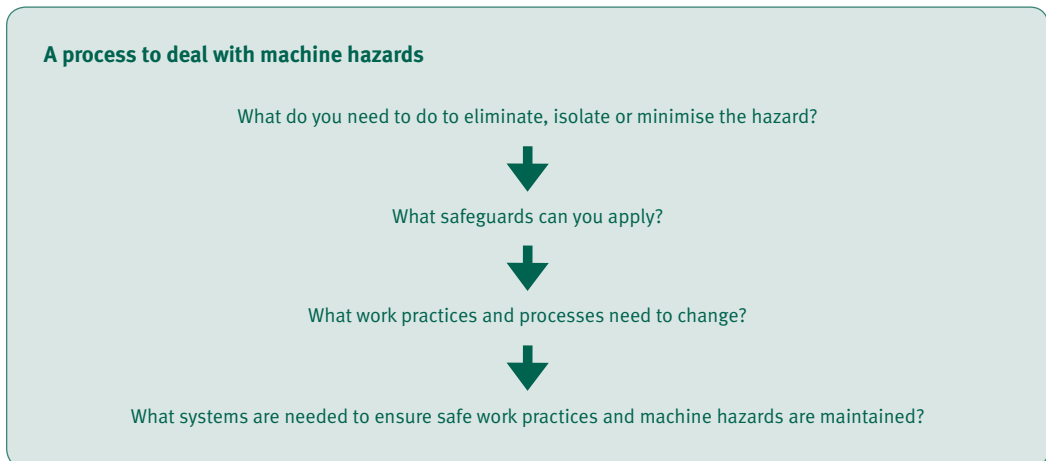 A process to deal with machine hazards
What do you need to do to eliminate, isolate or minimise the hazard?
What safeguards can you apply?
What work practices and processes need to change?
What systems are needed to ensure safe work practices and machine hazards are maintained?